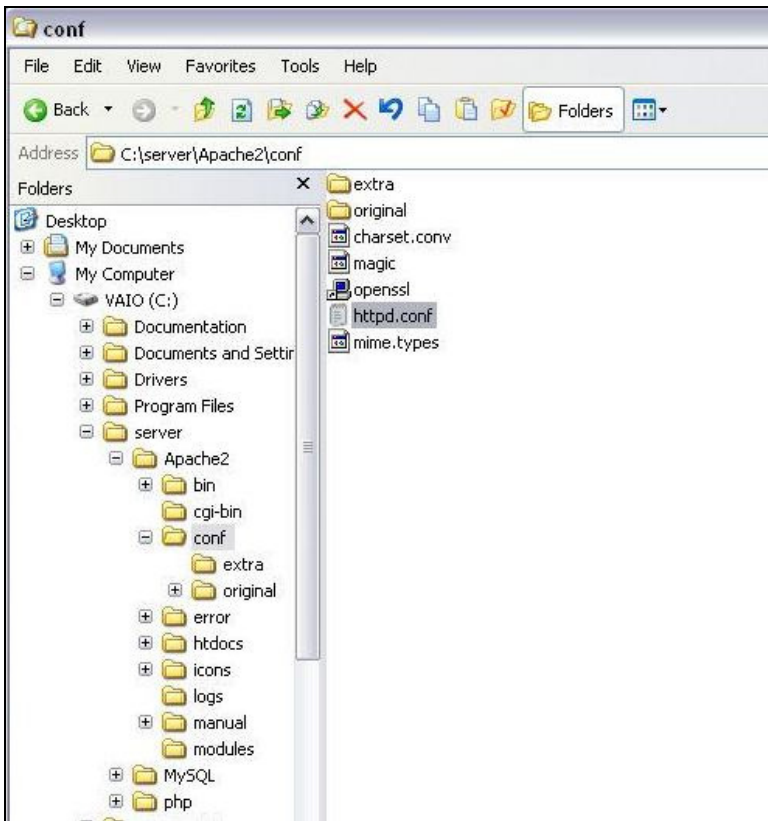 conf
File Edit View Favorites Tools Help
Back Folders
Address C:\server\Apache2\conf
Folders
Desktop
My Documents
My Computer
VAIO (C:)
Documentation
Documents and Settir
Drivers
Program Files
server
Apache2
bin
cgi-bin
conf
extra
original
error
htdocs
icons
logs
manual
modules
MySQL
php
extra
original
charset.conv
magic
openssl
httpd.conf
mime.types